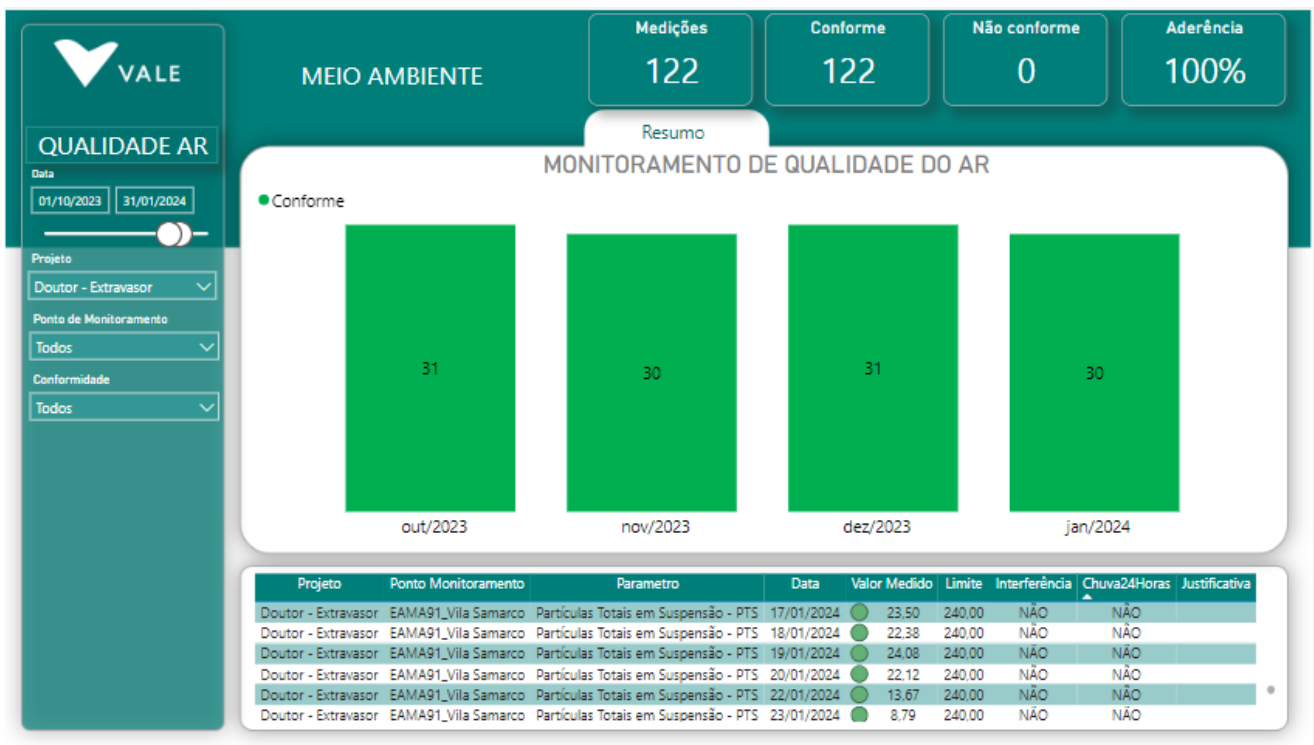 VALE
QUALIDADE AR
Data
01/10/2023 31/01/2024
Projeto
Doutor - Extravasor
Ponto de Monitoramento
Todos
Conformidade
Todos
MEIO AMBIENTE
Medições
122
Conforme
122
Não conforme
0
Aderência
100%
Resumo
MONITORAMENTO DE QUALIDADE DO AR
Conforme
31 30 31 30
out/2023 nov/2023 dez/2023 jan/2024
Projeto Ponto Monitoramento Parametro Data Valor Medido Limite Interferência Chuva24Horas Justificativa
Doutor - Extravasor EAMA91_Vila Samarco Partículas Totais em Suspensão - PTS 17/01/2024 23,50 240,00 NÃO NÃO
Doutor - Extravasor EAMA91_Vila Samarco Partículas Totais em Suspensão - PTS 18/01/2024 22,38 240,00 NÃO NÃO
Doutor - Extravasor EAMA91_Vila Samarco Partículas Totais em Suspensão - PTS 19/01/2024 24,08 240,00 NÃO NÃO
Doutor - Extravasor EAMA91_Vila Samarco Partículas Totais em Suspensão - PTS 20/01/2024 22,12 240,00 NÃO NÃO
Doutor - Extravasor EAMA91_Vila Samarco Partículas Totais em Suspensão - PTS 22/01/2024 13,67 240,00 NÃO NÃO
Doutor - Extravasor EAMA91_Vila Samarco Partículas Totais em Suspensão - PTS 23/01/2024 8,79 240,00 NÃO NÃO